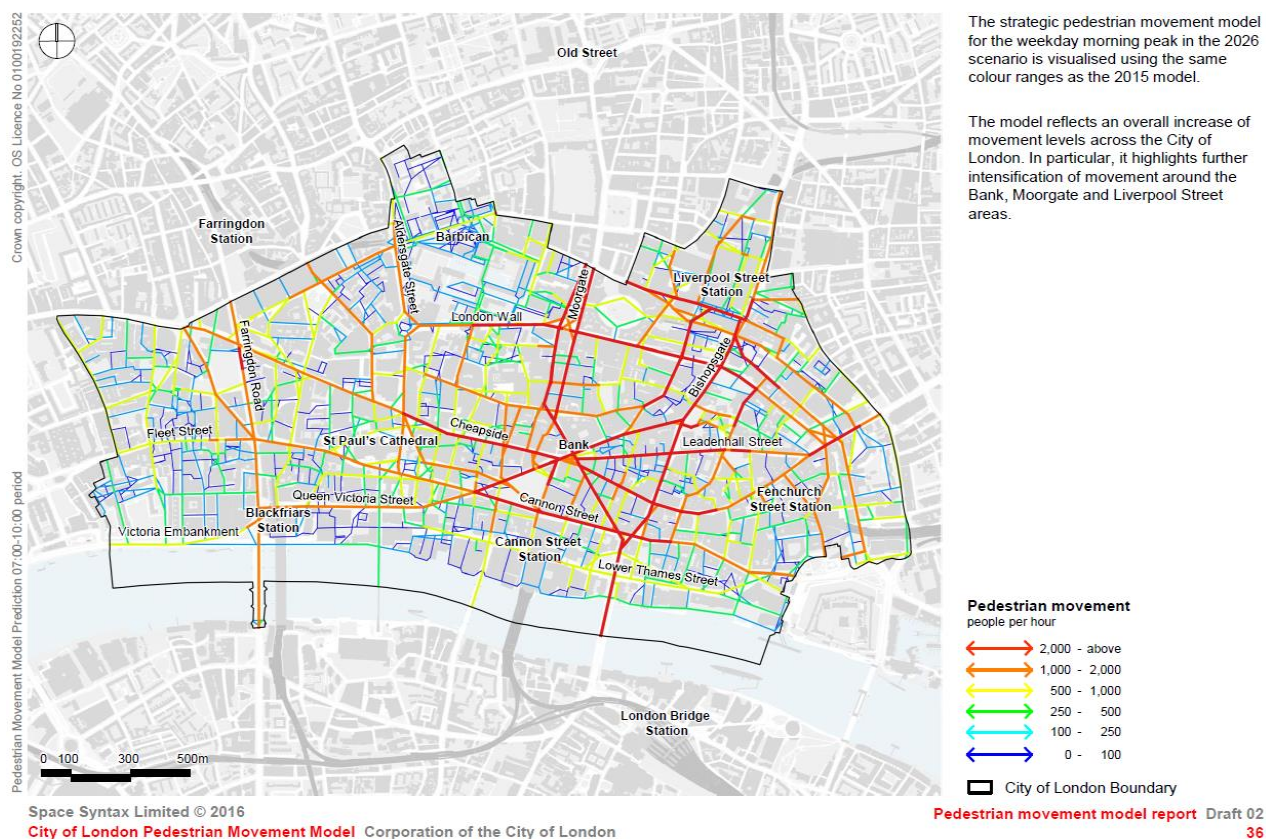 The strategic pedestrian movement model
for the weekday morning peak in the 2026
scenario is visualised using the same
colour ranges as the 2015 model.
The model reflects an overall increase of
movement levels across the City of
London. In particular, it highlights further
intensification of movement around the
Bank, Moorgate and Liverpool Street
areas.
Crown copyright. OS Licence No 0100192252
Pedestrian Movement Model Prediction 07:00-10:00 period
Old Street
Farringdon
Station
Aldersgate Street
Barbican
Moorgate
Liverpool Street
Station
London Wall
Farringdon Road
Bishopsgate
Fleet Street
St Paul's Cathedral
Cheapside
Bank
Leadenhall Street
Queen Victoria Street
Cannon Street
Fenchurch
Street Station
Blackfriars
Station
Victoria Embankment
Cannon Street
Station
Lower Thames Street
London Bridge
Station
0 100 300 500m
Pedestrian movement
people per hour
2,000 - above
1,000 - 2,000
500 - 1,000
250 - 500
100 - 250
0 - 100
City of London Boundary
Space Syntax Limited © 2016
City of London Pedestrian Movement Model Corporation of the City of London
Pedestrian movement model report Draft 02
36